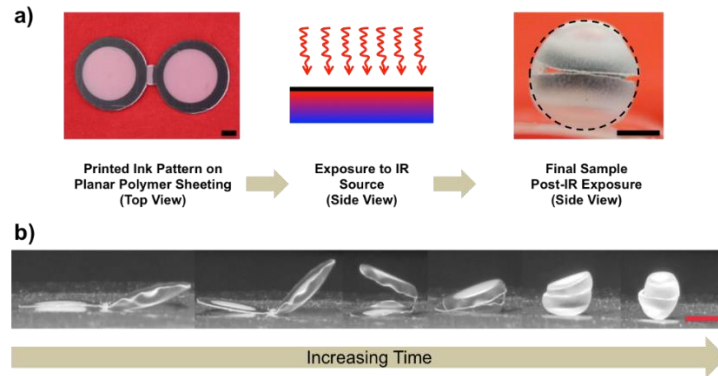 a)
Printed Ink Pattern on
Planar Polymer Sheeting
(Top View)
Exposure to IR
Source
(Side View)
Final Sample
Post-IR Exposure
(Side View)
b)
Increasing Time